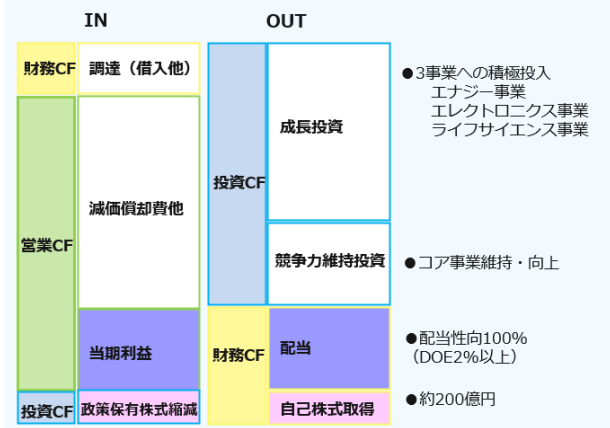 IN
OUT
財務CF
調達（借入他）
営業CF
減価償却費他
当期利益
投資CF
政策保有株式縮減
投資CF
成長投資
競争力維持投資
財務CF
配当
自己株式取得
●3事業への積極投入
エナジー事業
エレクトロニクス事業
ライフサイエンス事業
●コア事業維持・向上
●配当性向100%
（DOE2%以上）
●約200億円